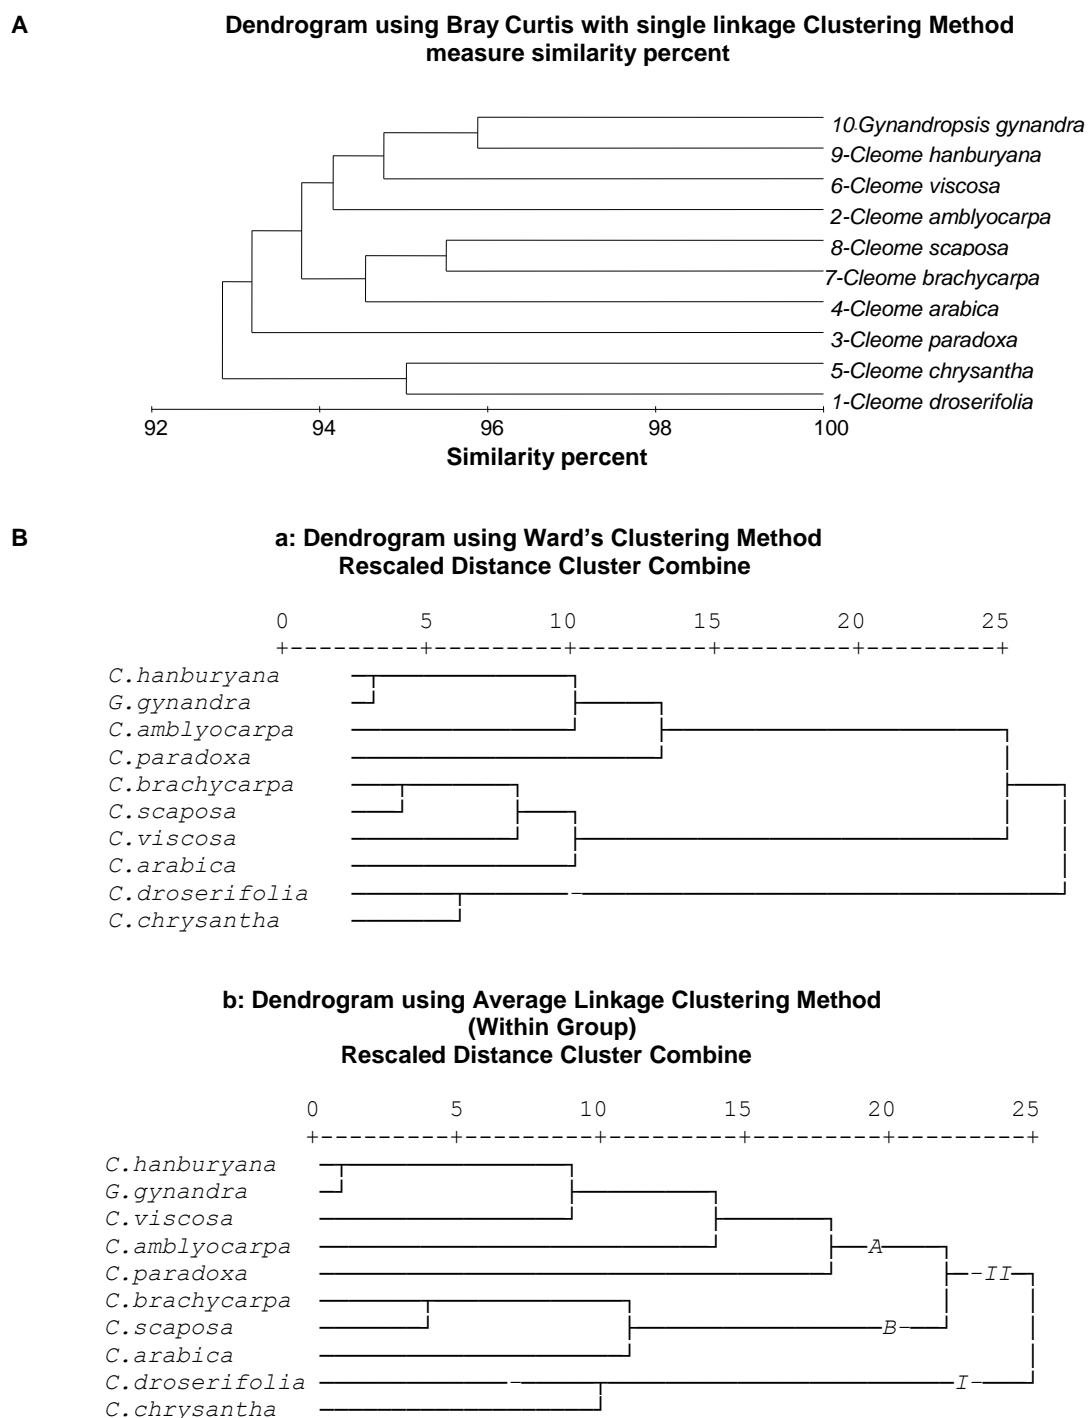 A
Dendrogram using Bray Curtis with single linkage Clustering Method
measure similarity percent
10-Gynandropsis gynandra
9-Cleome hanburyana
6-Cleome viscosa
2-Cleome amblyocarpa
8-Cleome scaposa
7-Cleome brachycarpa
4-Cleome arabica
3-Cleome paradoxa
5-Cleome chrysantha
1-Cleome droserifolia
92 94 96 98 100
Similarity percent
B
a: Dendrogram using Ward's Clustering Method
Rescaled Distance Cluster Combine
0 5 10 15 20 25
+---------+---------+---------+---------+---------+
C.hanburyana
G.gynandra
C.amblyocarpa
C.paradoxa
C.brachycarpa
C.scaposa
C.viscosa
C.arabica
C.droserifolia
C.chrysantha
b: Dendrogram using Average Linkage Clustering Method
(Within Group)
Rescaled Distance Cluster Combine
0 5 10 15 20 25
+---------+---------+---------+---------+---------+
C.hanburyana
G.gynandra
C.viscosa
C.amblyocarpa A
C.paradoxa II
C.brachycarpa
C.scaposa B
C.arabica
C.droserifolia I
C.chrysantha